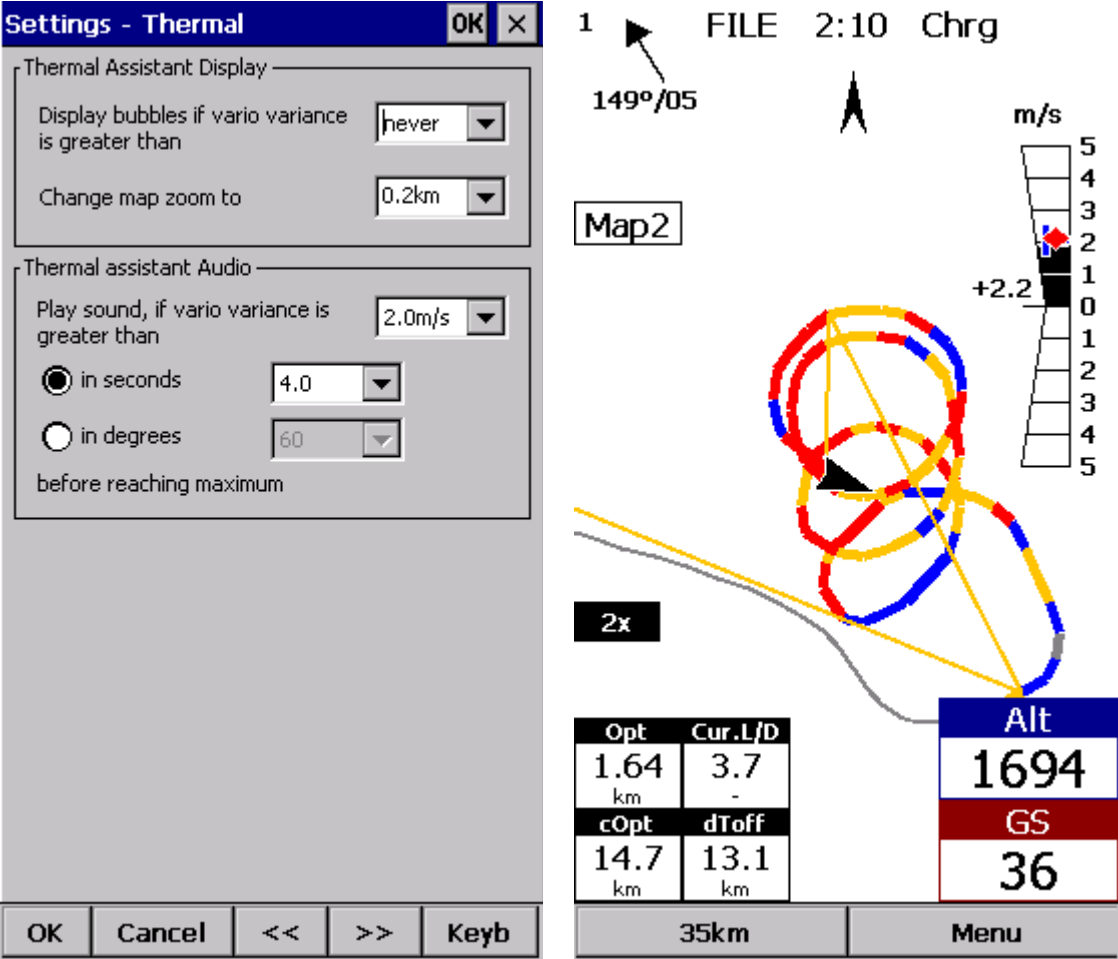 Settings - Thermal OK ×
Thermal Assistant Display
Display bubbles if vario variance
is greater than
never
Change map zoom to
0.2km
Thermal assistant Audio
Play sound, if vario variance is
greater than
2.0m/s
in seconds
4.0
in degrees
60
before reaching maximum
OK Cancel << >> Keyb
1 FILE 2:10 Chrg
149º/05
m/s
5
4
3
2
1
0
1
2
3
4
5
+2.2
Map2
2x
Opt Cur.L/D
1.64 3.7
km -
cOpt dToff
14.7 13.1
km km
Alt
1694
GS
36
35km Menu